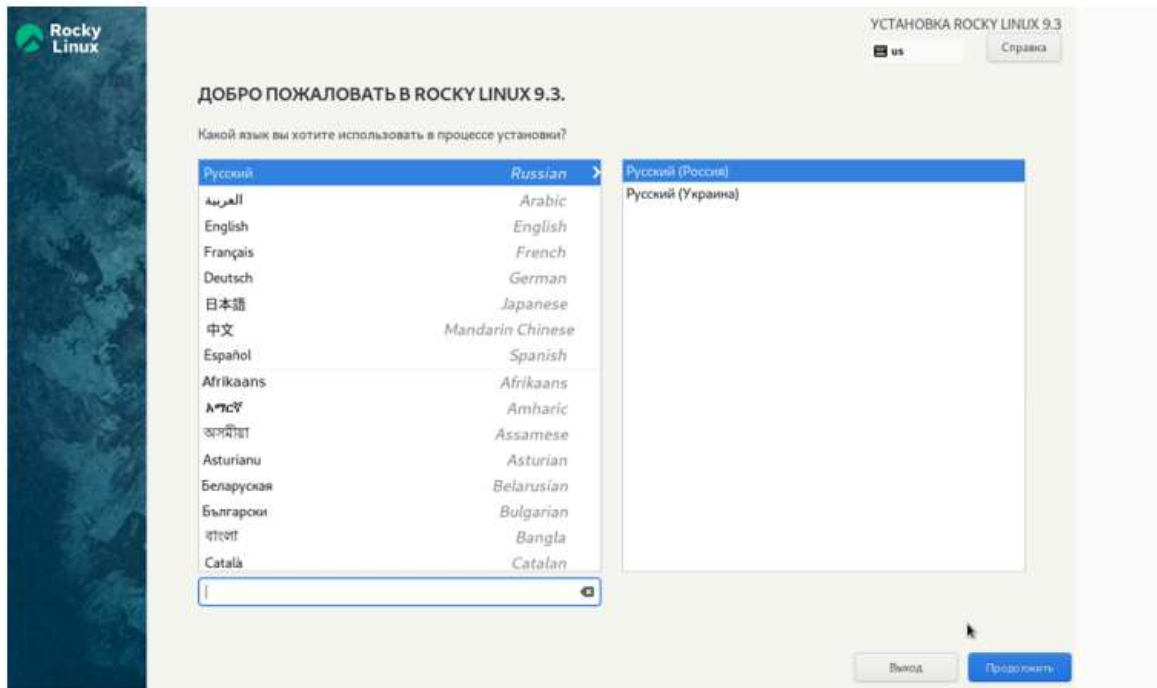 Rocky
Linux
УСТАНОВКА ROCKY LINUX 9.3
us
Справка
ДОБРО ПОЖАЛОВАТЬ В ROCKY LINUX 9.3.
Какой язык вы хотите использовать в процессе установки?
Русский Russian
العربية Arabic
English English
Français French
Deutsch German
日本語 Japanese
中文 Mandarin Chinese
Español Spanish
Afrikaans Afrikaans
አማርኛ Amharic
অসমীয়া Assamese
Asturianu Asturian
Беларуская Belarusian
Български Bulgarian
বাংলা Bangla
Català Catalan
Русский (Россия)
Русский (Украина)
Выход
Продолжить